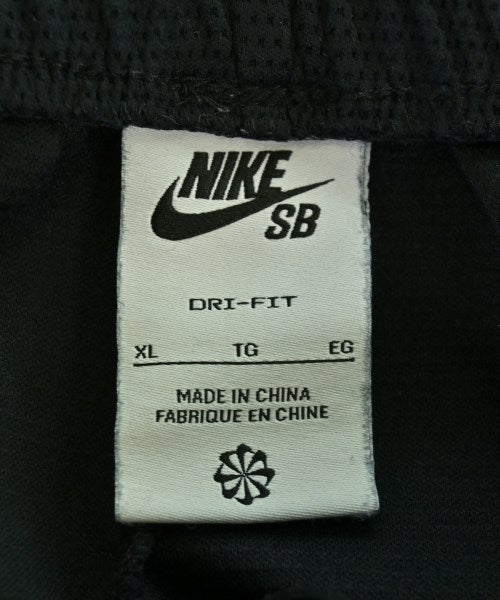 NIKE
SB
DRI-FIT
XL TG EG
MADE IN CHINA
FABRIQUE EN CHINE